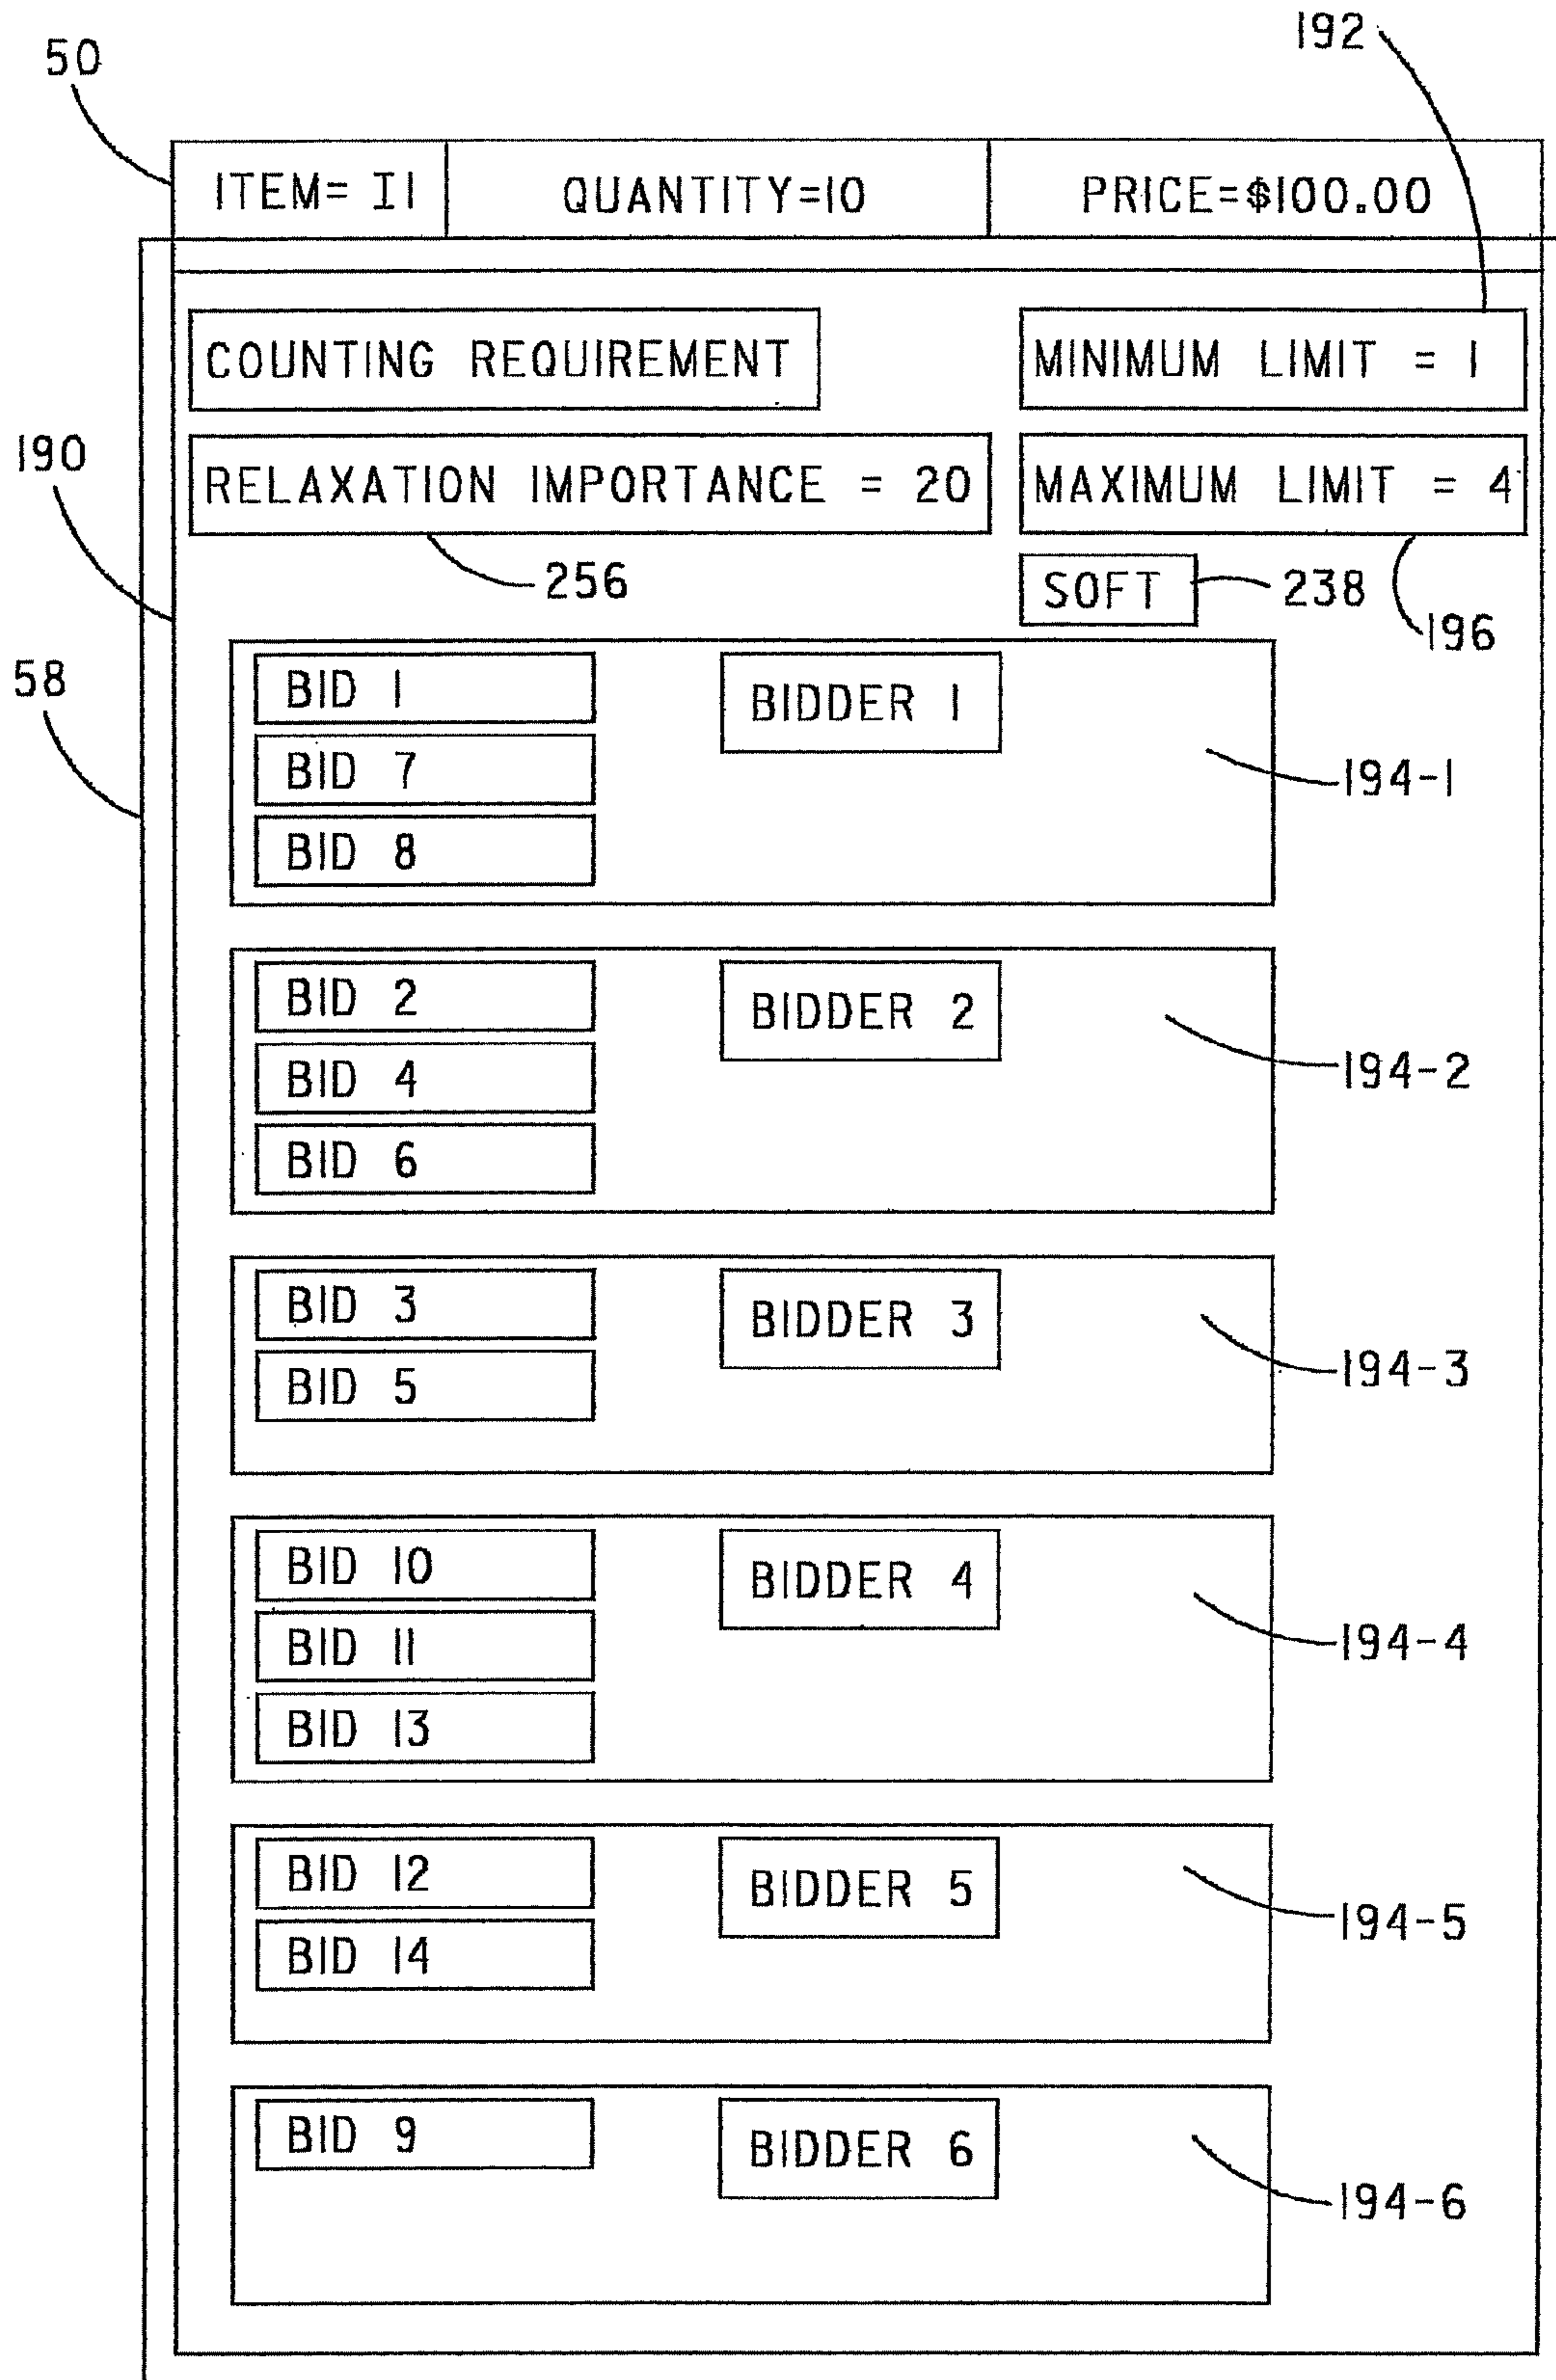 192
50
ITEM= I1 QUANTITY=10 PRICE=$100.00
COUNTING REQUIREMENT MINIMUM LIMIT = 1
190
RELAXATION IMPORTANCE = 20 MAXIMUM LIMIT = 4
256 SOFT 238
196
58
BID 1 BIDDER 1
BID 7 194-1
BID 8
BID 2 BIDDER 2
BID 4 194-2
BID 6
BID 3 BIDDER 3
BID 5 194-3
BID 10 BIDDER 4
BID 11 194-4
BID 13
BID 12 BIDDER 5
BID 14 194-5
BID 9 BIDDER 6
194-6